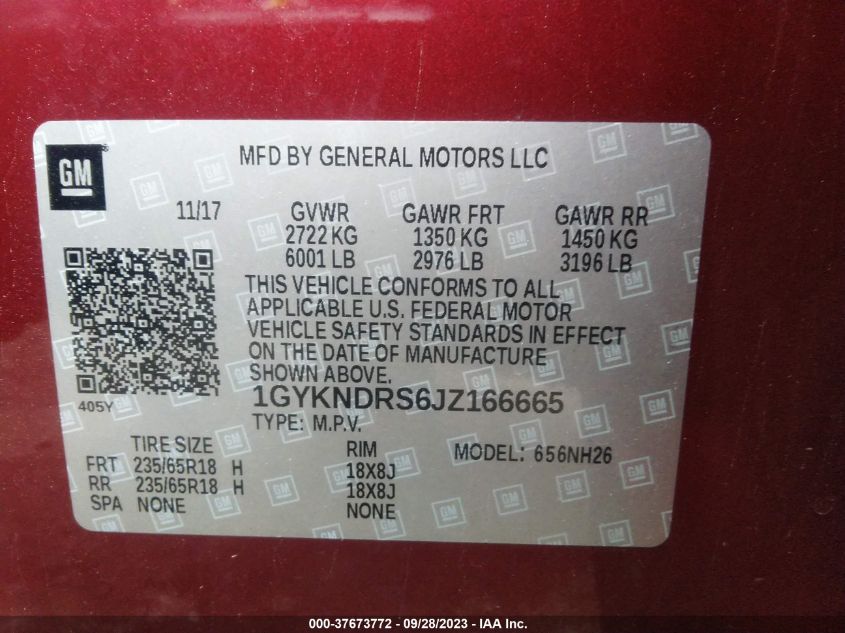 GM
MFD BY GENERAL MOTORS LLC
11/17 GVWR GAWR FRT GAWR RR
2722 KG 1350 KG 1450 KG
6001 LB 2976 LB 3196 LB
THIS VEHICLE CONFORMS TO ALL
APPLICABLE U.S. FEDERAL MOTOR
VEHICLE SAFETY STANDARDS IN EFFECT
ON THE DATE OF MANUFACTURE
SHOWN ABOVE.
405Y
1GYKNDRS6JZ166665
TYPE: M.P.V.
TIRE SIZE RIM MODEL: 656NH26
FRT 235/65R18 H 18X8J
RR 235/65R18 H 18X8J
SPA NONE NONE
000-37673772 - 09/28/2023 - IAA Inc.